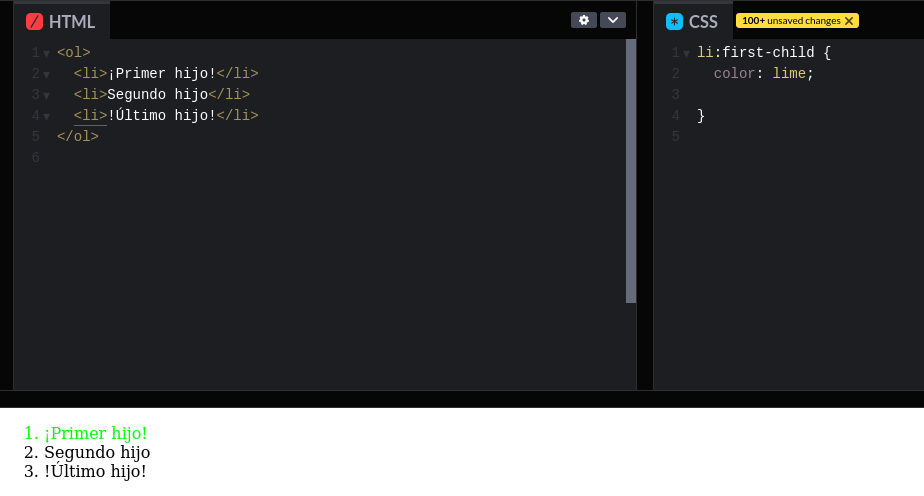 HTML
1 <ol>
2 <li>¡Primer hijo!</li>
3 <li>Segundo hijo</li>
4 <li>!Último hijo!</li>
5 </ol>
6
CSS 100+ unsaved changes
1 li:first-child {
2 color: lime;
3
4 }
5
1. ¡Primer hijo!
2. Segundo hijo
3. !Último hijo!